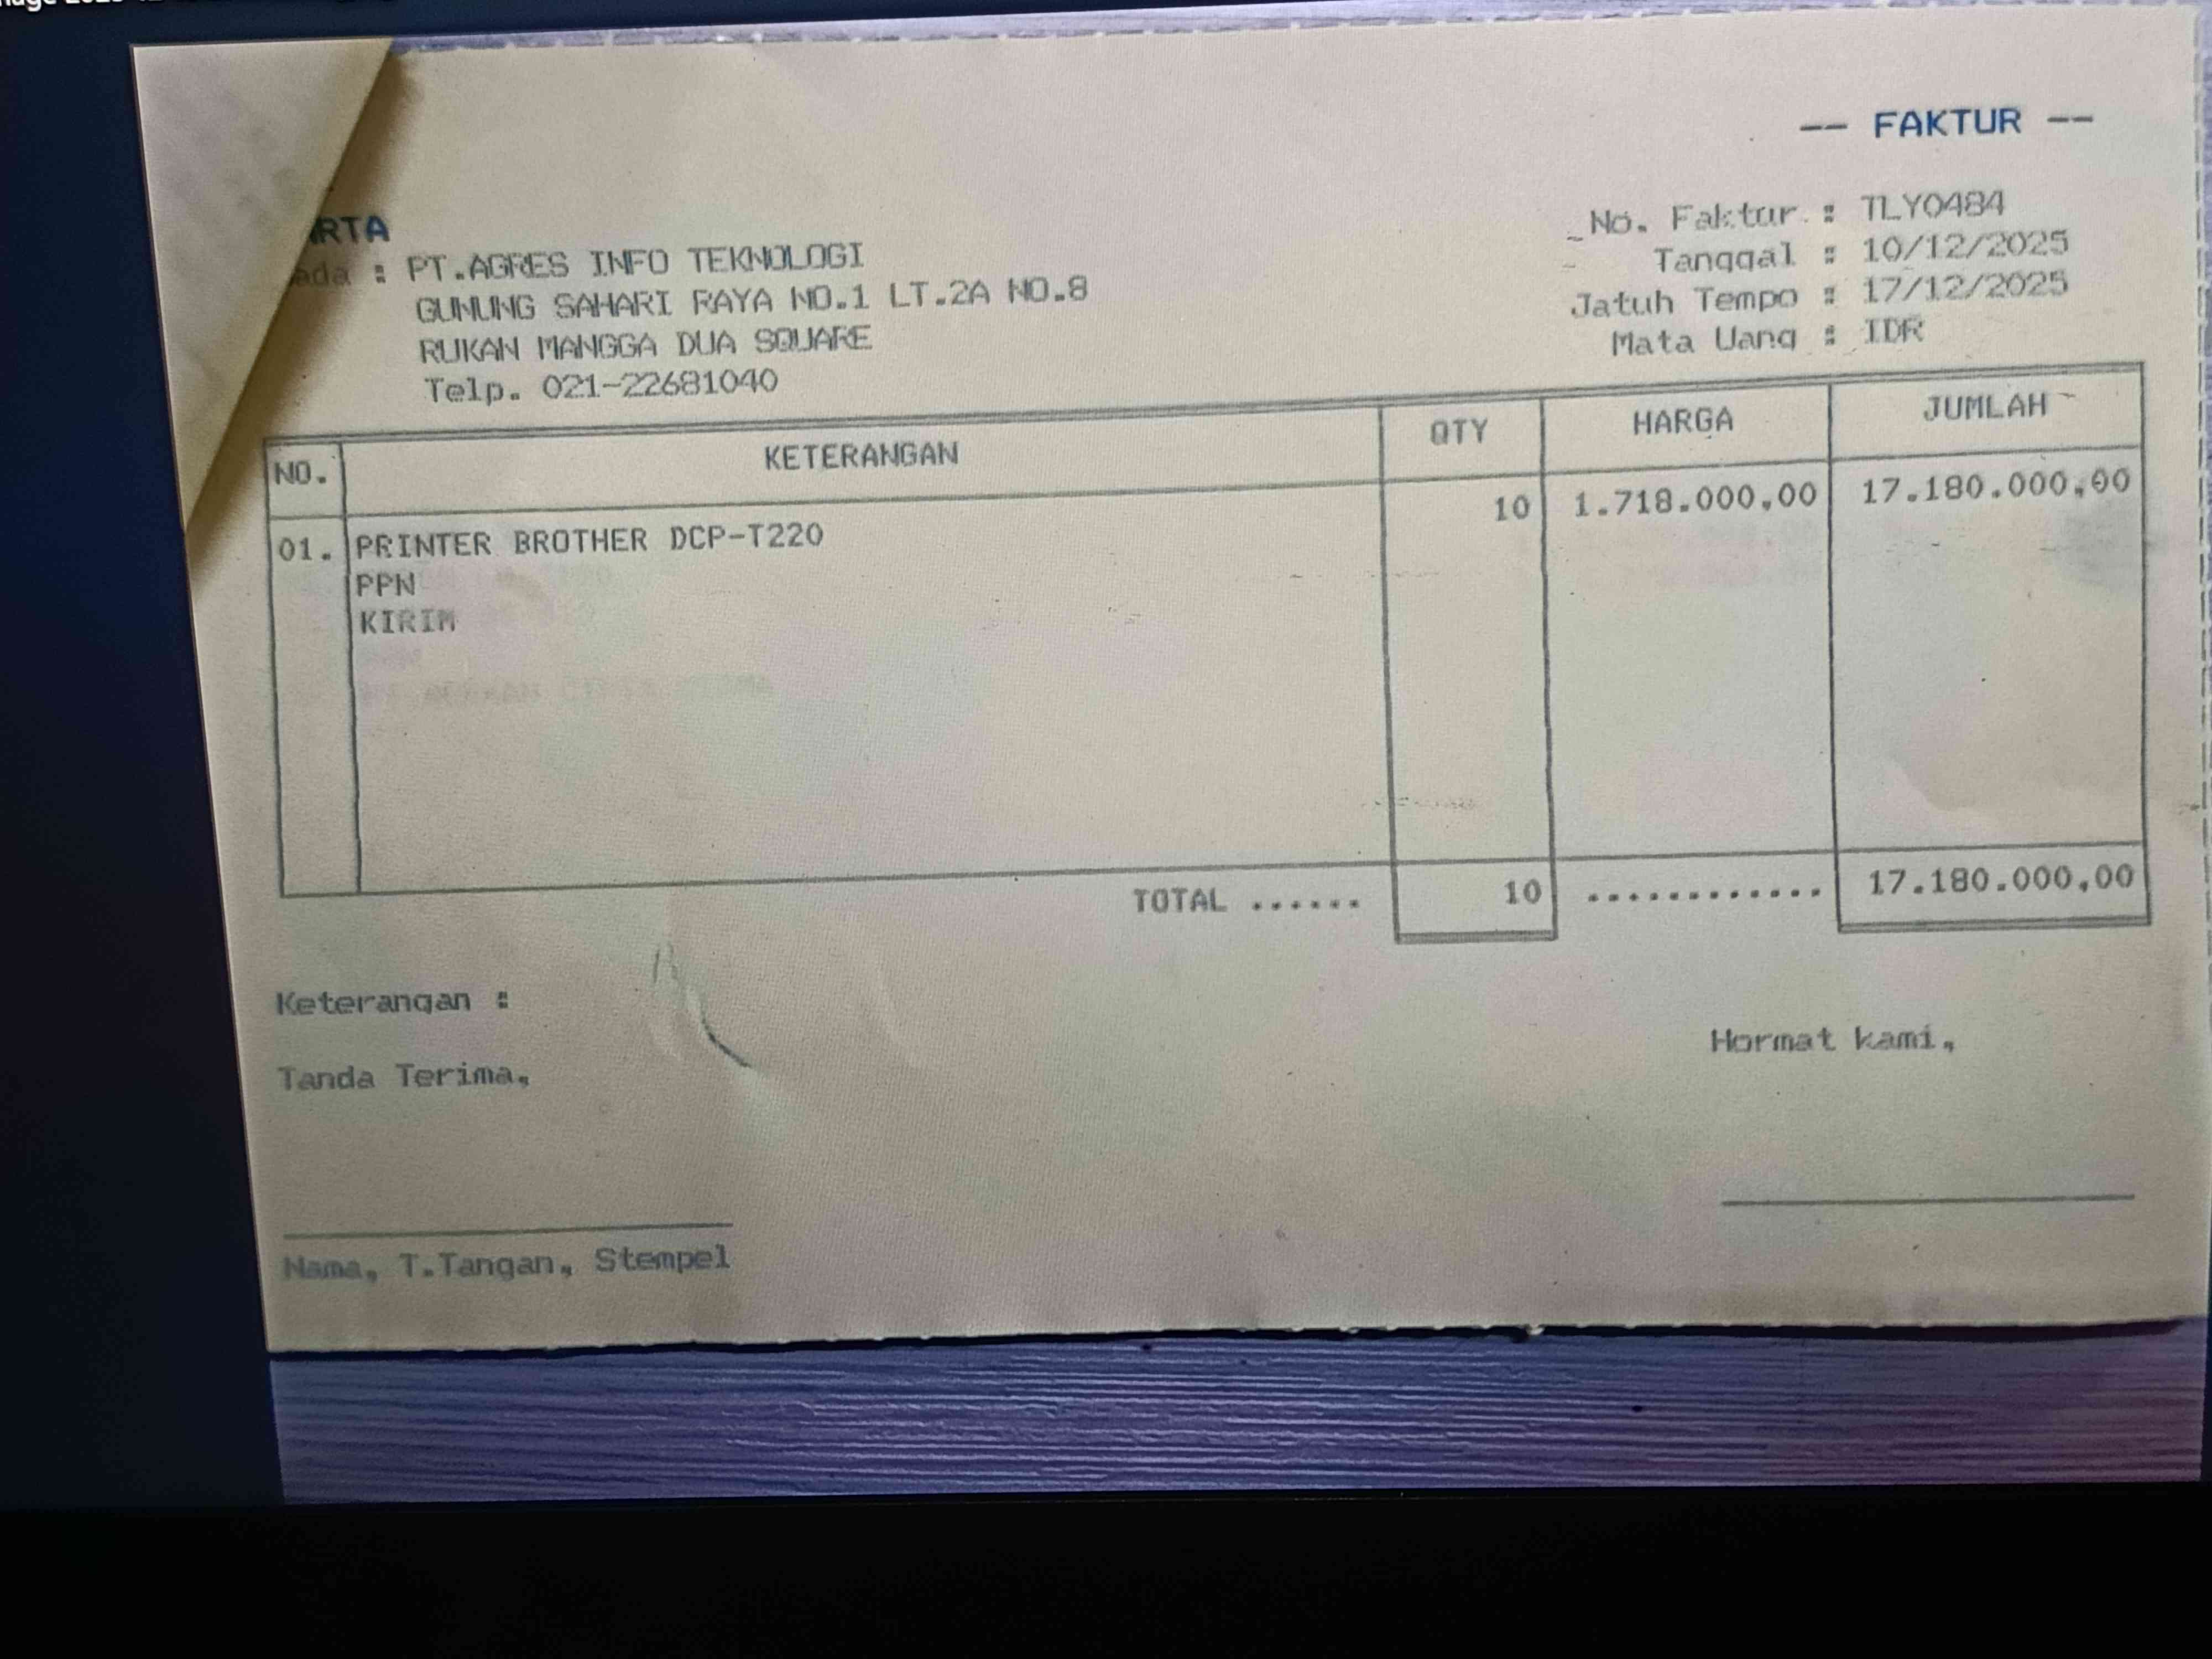 -- FAKTUR --
RTA
ada : PT.AGRES INFO TEKNOLOGI
GUNUNG SAHARI RAYA NO.1 LT.2A NO.8
RUKAN MANGGA DUA SQUARE
Telp. 021-22681040
No. Faktur : TLY0484
Tanggal : 10/12/2025
Jatuh Tempo : 17/12/2025
Mata Uang : IDR
NO. KETERANGAN QTY HARGA JUMLAH
01. PRINTER BROTHER DCP-T220 10 1.718.000,00 17.180.000,00
PPN
KIRIM
TOTAL ...... 10 ............ 17.180.000,00
Keterangan :
Tanda Terima,
Hormat kami,
Nama, T.Tangan, Stempel